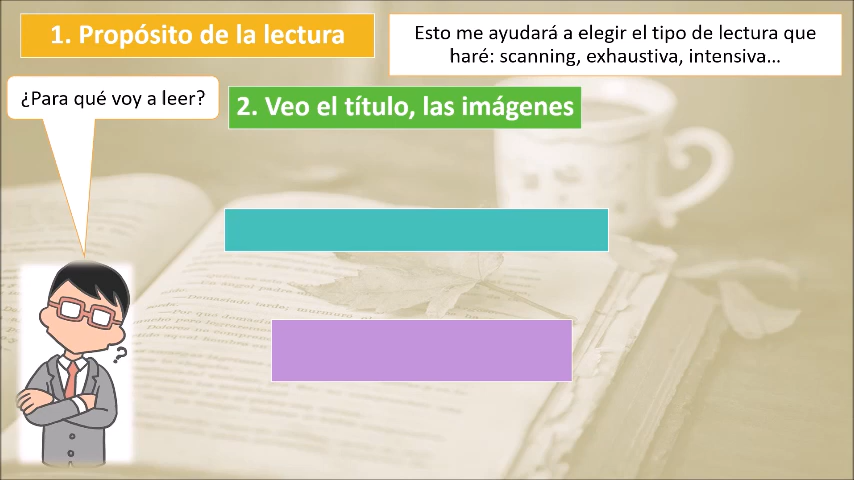 1. Propósito de la lectura
Esto me ayudará a elegir el tipo de lectura que
haré: scanning, exhaustiva, intensiva...
¿Para qué voy a leer?
2. Veo el título, las imágenes
?